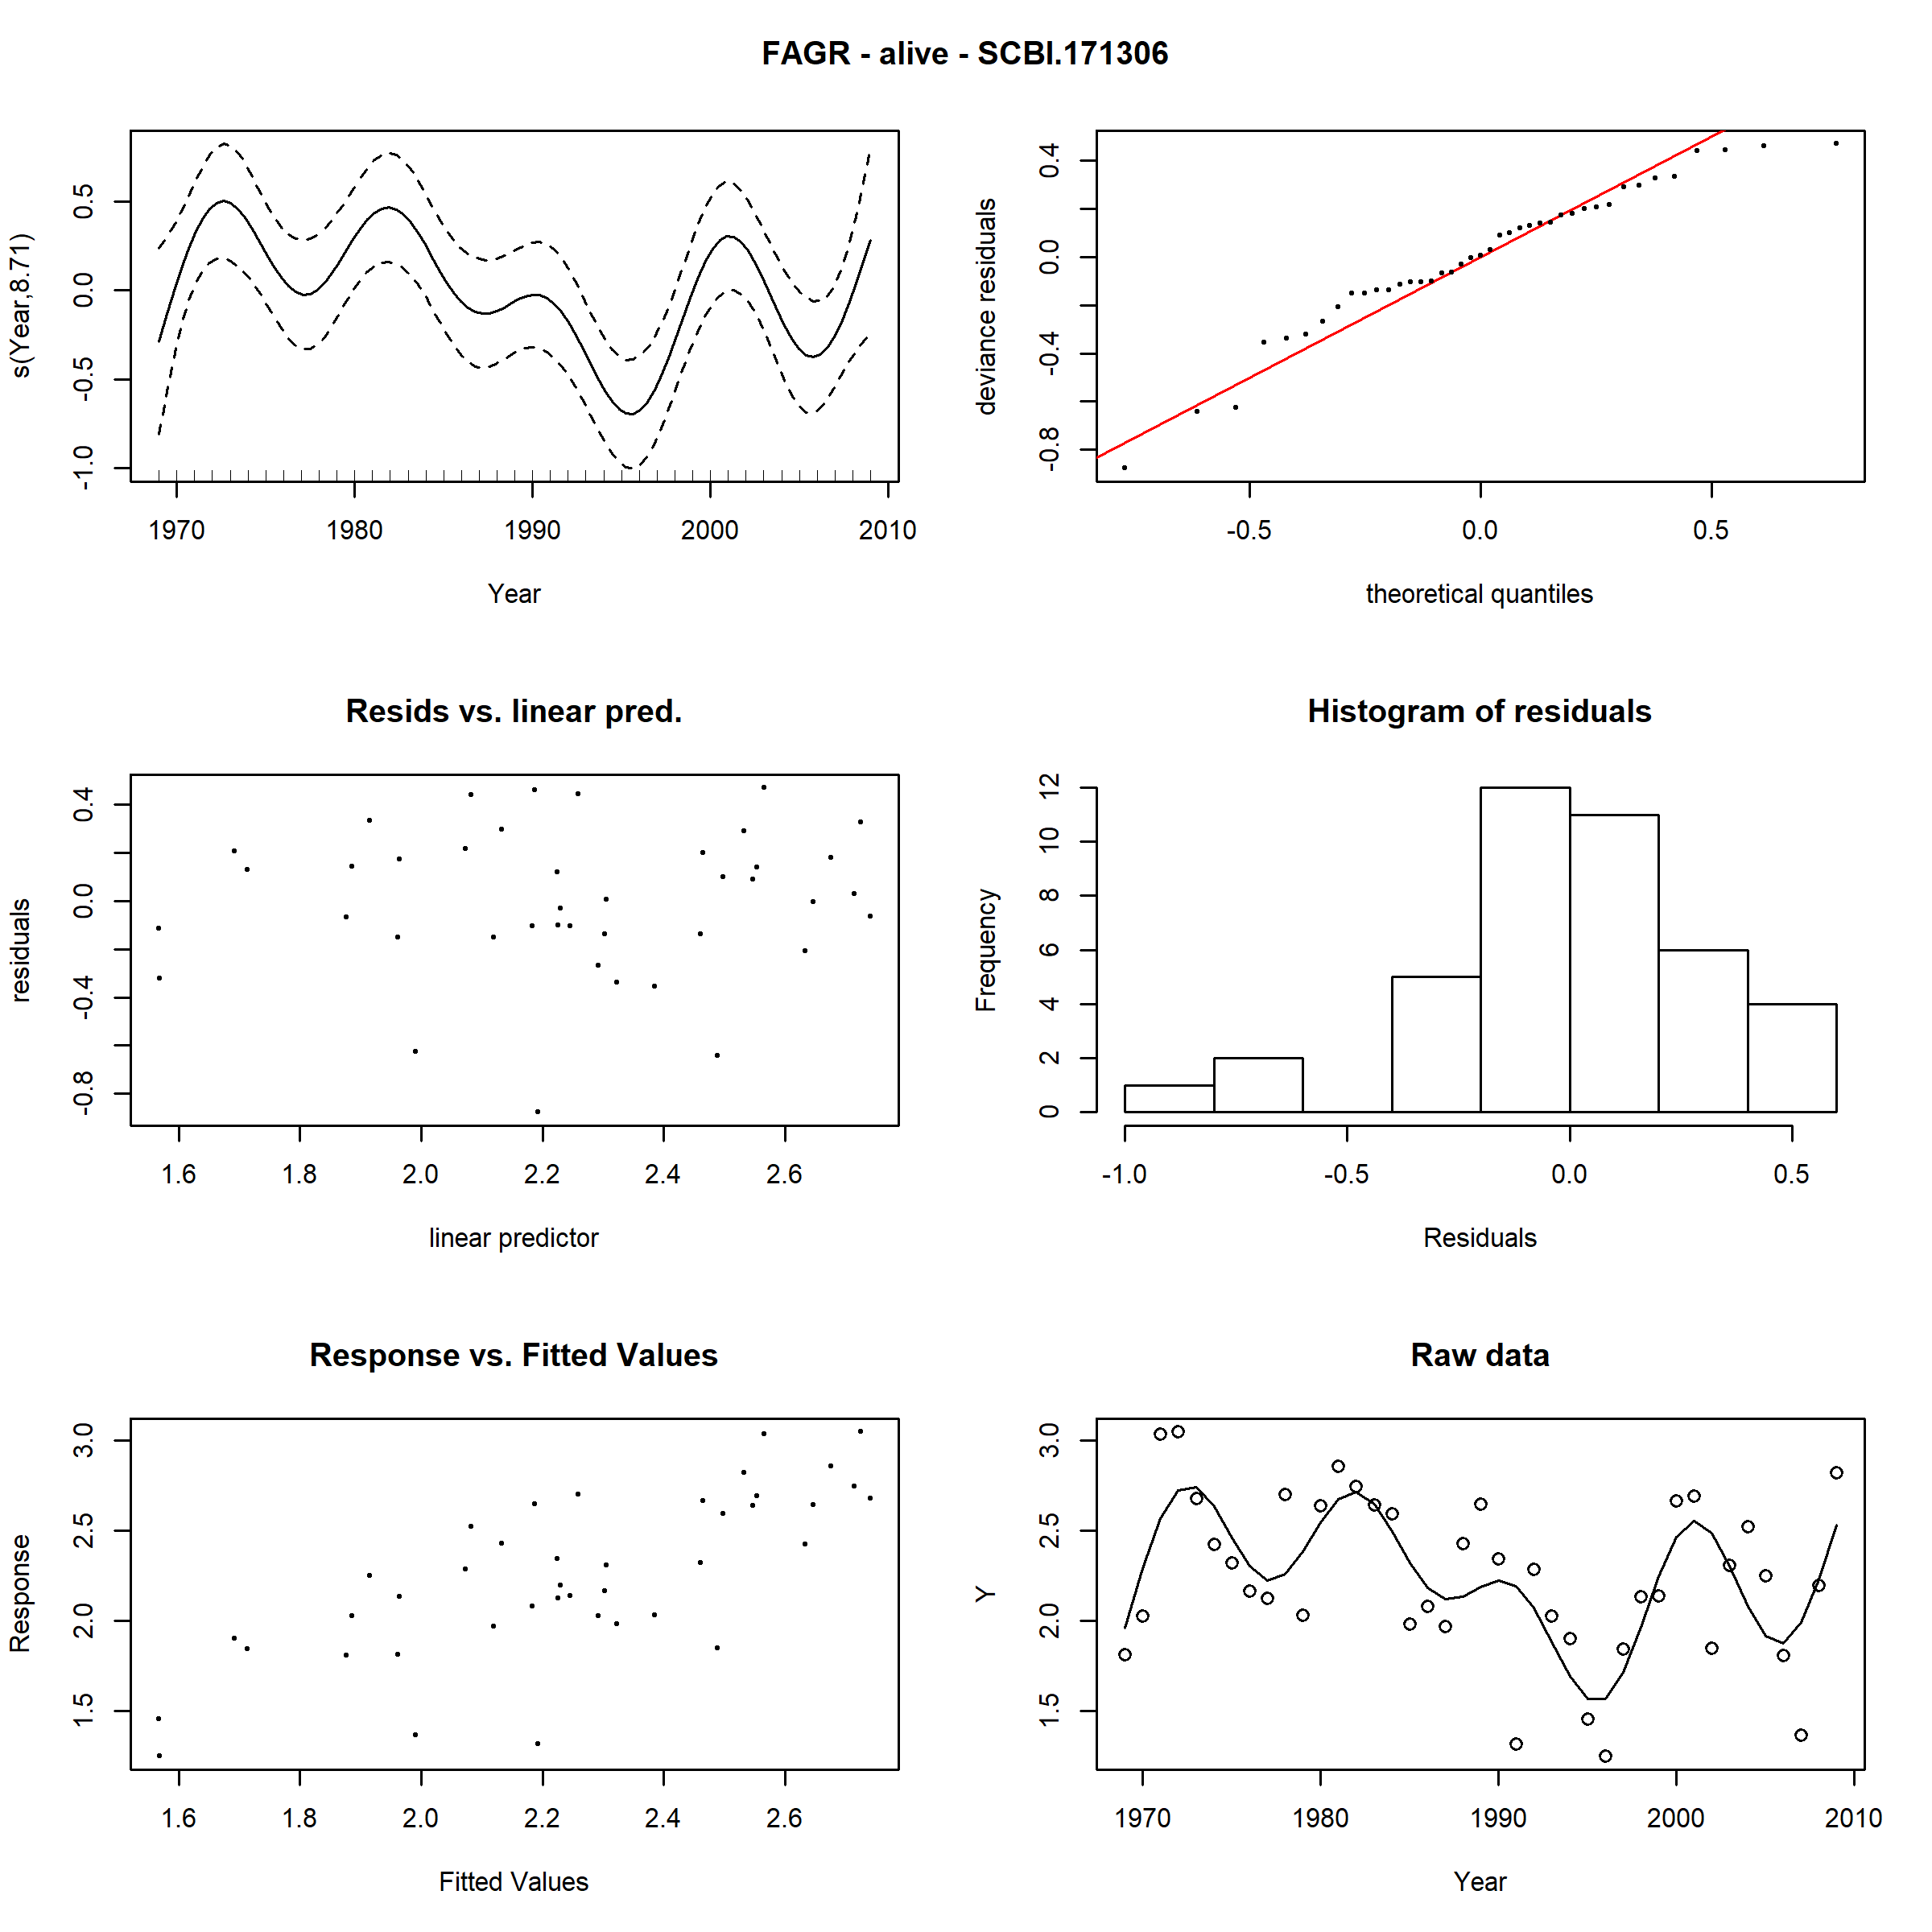 FAGR - alive - SCBI.171306
s(Year,8.71)
-1.0 -0.5 0.0 0.5
1970 1980 1990 2000 2010
Year
deviance residuals
-0.8 -0.4 0.0 0.4
-0.5 0.0 0.5
theoretical quantiles
Resids vs. linear pred.
residuals
-0.8 -0.4 0.0 0.4
1.6 1.8 2.0 2.2 2.4 2.6
linear predictor
Histogram of residuals
Frequency
0 2 4 6 8 10 12
-1.0 -0.5 0.0 0.5
Residuals
Response vs. Fitted Values
Response
1.5 2.0 2.5 3.0
1.6 1.8 2.0 2.2 2.4 2.6
Fitted Values
Raw data
Y
1.5 2.0 2.5 3.0
1970 1980 1990 2000 2010
Year